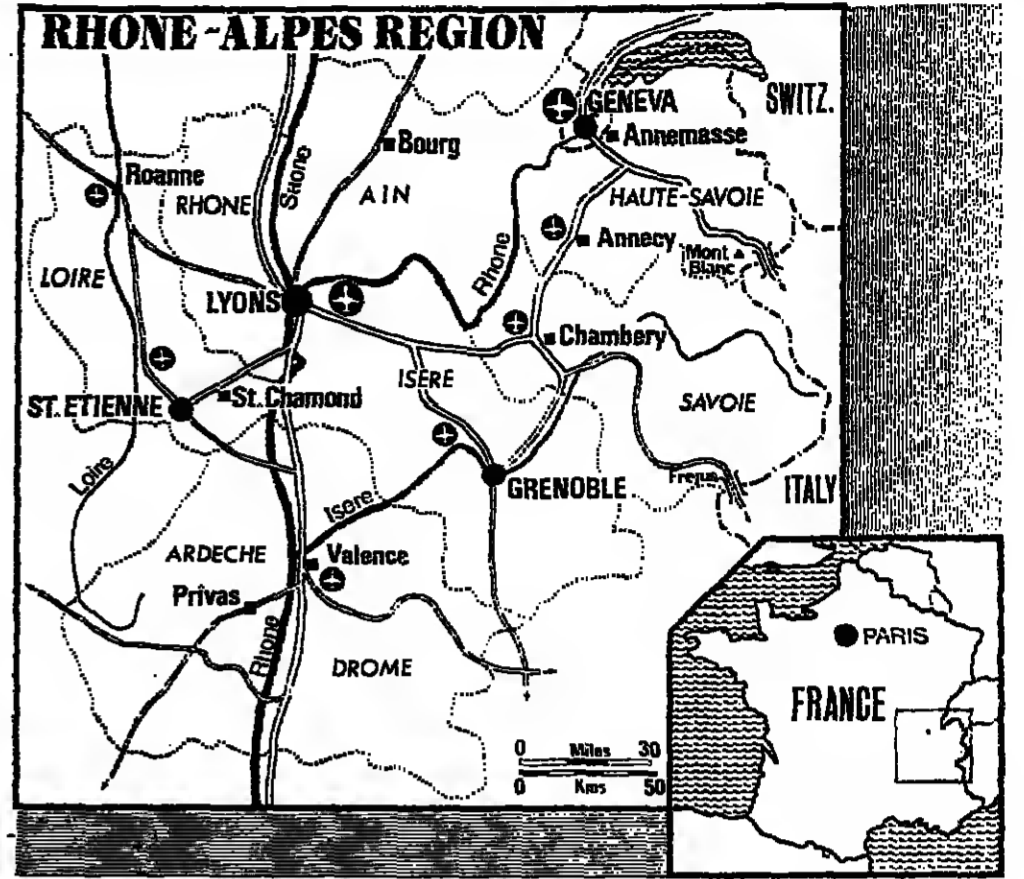 RHONE-ALPES REGION
SWITZ.
GENEVA
Annemasse
Bourg
Roanne
RHONE
Saone
AIN
HAUTE-SAVOIE
Rhone
Annecy
Mont
Blanc
LOIRE
LYONS
Chambery
ISERE
St.Chamond
ST.ETIENNE
SAVOIE
Loire
Frejus
GRENOBLE
ITALY
Isere
ARDECHE
Valence
Privas
Rhone
DROME
0 Miles 30
0 Kms 50
PARIS
FRANCE